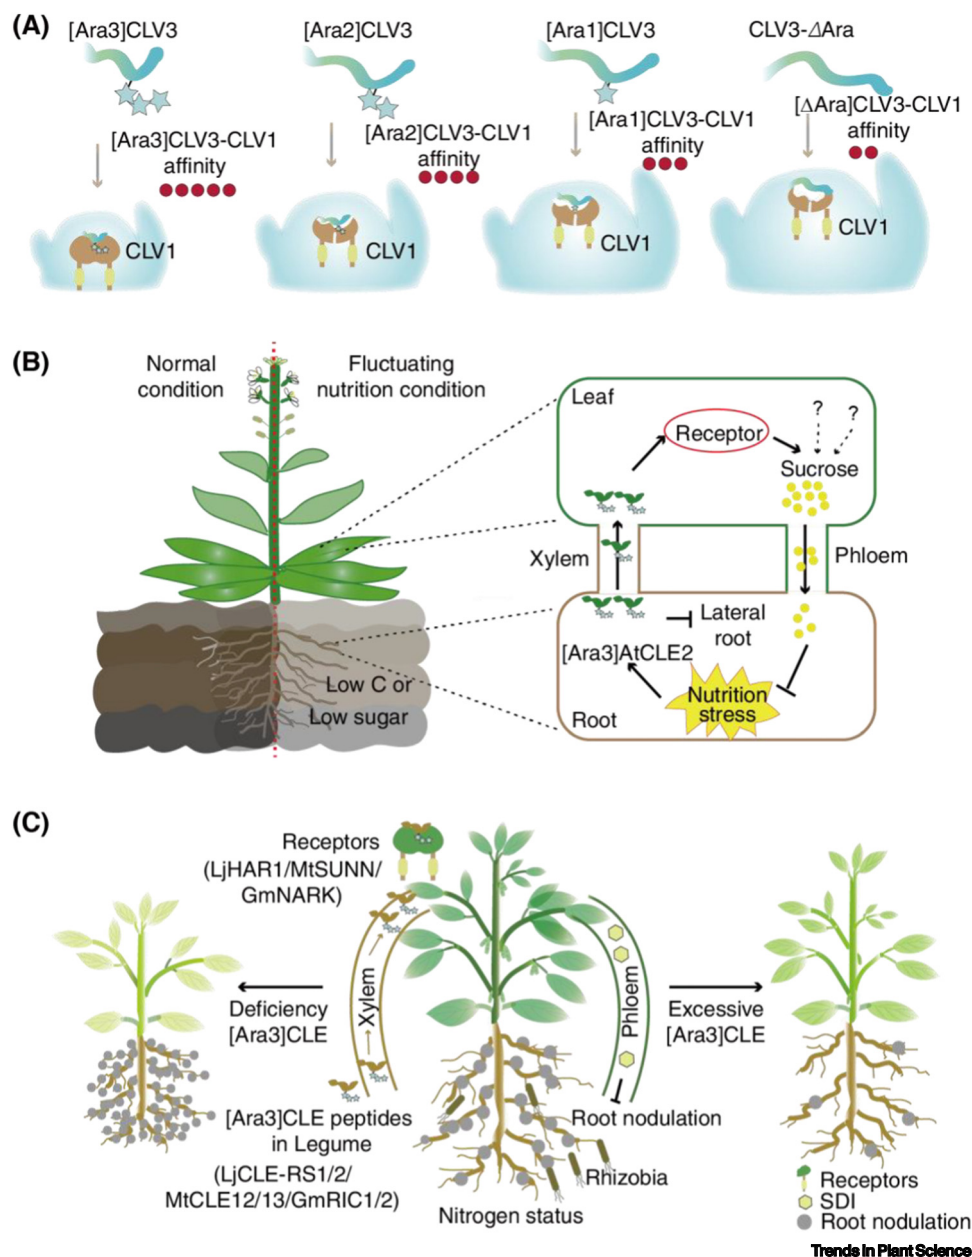 (A)
[Ara3]CLV3
[Ara2]CLV3
[Ara1]CLV3
CLV3-ΔAra
[Ara3]CLV3-CLV1
affinity
[Ara2]CLV3-CLV1
affinity
[Ara1]CLV3-CLV1
affinity
[ΔAra]CLV3-CLV1
affinity
CLV1
CLV1
CLV1
CLV1
(B)
Normal
condition
Fluctuating
nutrition condition
Low C or
Low sugar
Leaf
Receptor
?
?
Sucrose
Xylem
Phloem
Lateral
root
[Ara3]AtCLE2
Nutrition
stress
Root
(C)
Receptors
(LjHAR1/MtSUNN/
GmNARK)
Xylem
Phloem
Deficiency
[Ara3]CLE
Excessive
[Ara3]CLE
[Ara3]CLE peptides
in Legume
(LjCLE-RS1/2/
MtCLE12/13/GmRIC1/2)
Root nodulation
Rhizobia
Nitrogen status
Receptors
SDI
Root nodulation
Trends in Plant Science